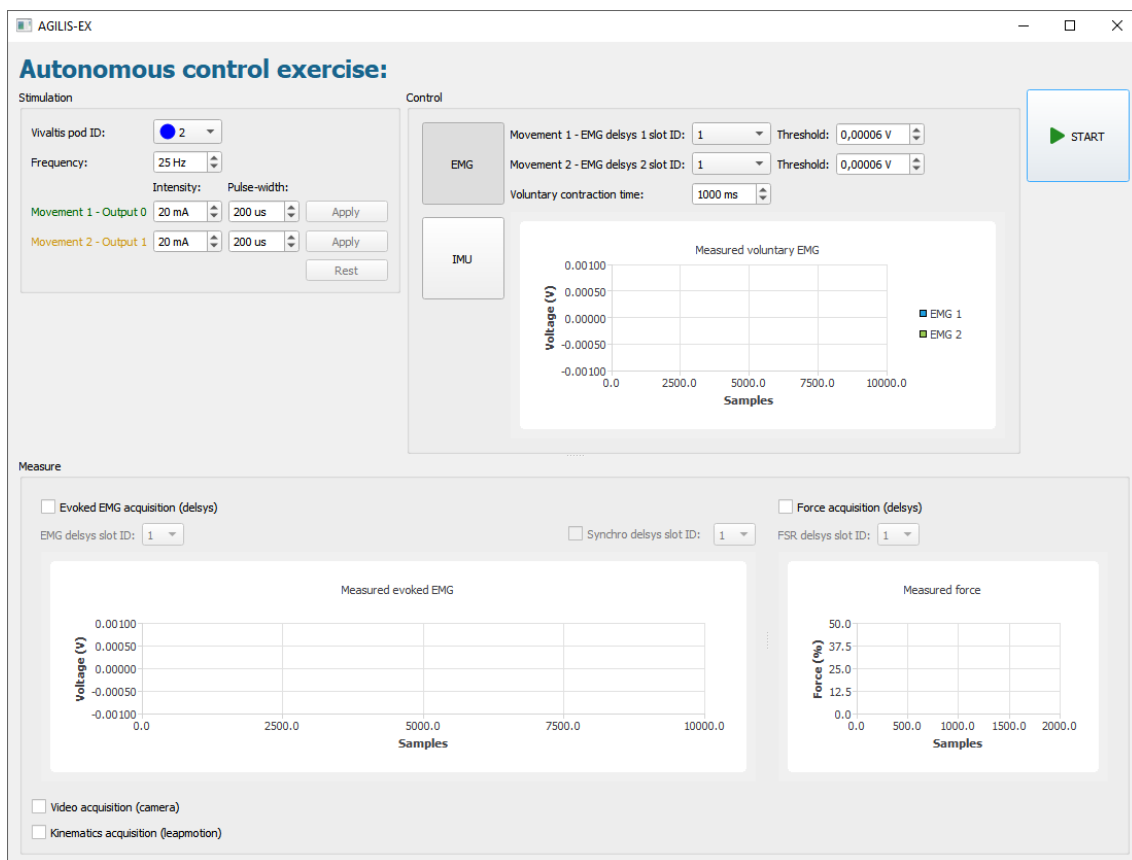 AGILIS-EX
Autonomous control exercise:
Stimulation
Vivaltis pod ID: 2
Frequency: 25 Hz
Intensity: Pulse-width:
Movement 1 - Output 0 20 mA 200 us Apply
Movement 2 - Output 1 20 mA 200 us Apply
Rest
Control
EMG
IMU
Movement 1 - EMG delsys 1 slot ID: 1 Threshold: 0,00006 V
Movement 2 - EMG delsys 2 slot ID: 1 Threshold: 0,00006 V
Voluntary contraction time: 1000 ms
Measured voluntary EMG
Voltage (V)
0.00100
0.00050
0.00000
-0.00050
-0.00100
0.0 2500.0 5000.0 7500.0 10000.0
Samples
EMG 1
EMG 2
START
Measure
Evoked EMG acquisition (delsys)
EMG delsys slot ID: 1 Synchro delsys slot ID: 1
Measured evoked EMG
Voltage (V)
0.00100
0.00050
0.00000
-0.00050
-0.00100
0.0 2500.0 5000.0 7500.0 10000.0
Samples
Force acquisition (delsys)
FSR delsys slot ID: 1
Measured force
Force (%)
50.0
37.5
25.0
12.5
0.0
0.0 500.0 1000.0 1500.0 2000.0
Samples
Video acquisition (camera)
Kinematics acquisition (leapmotion)